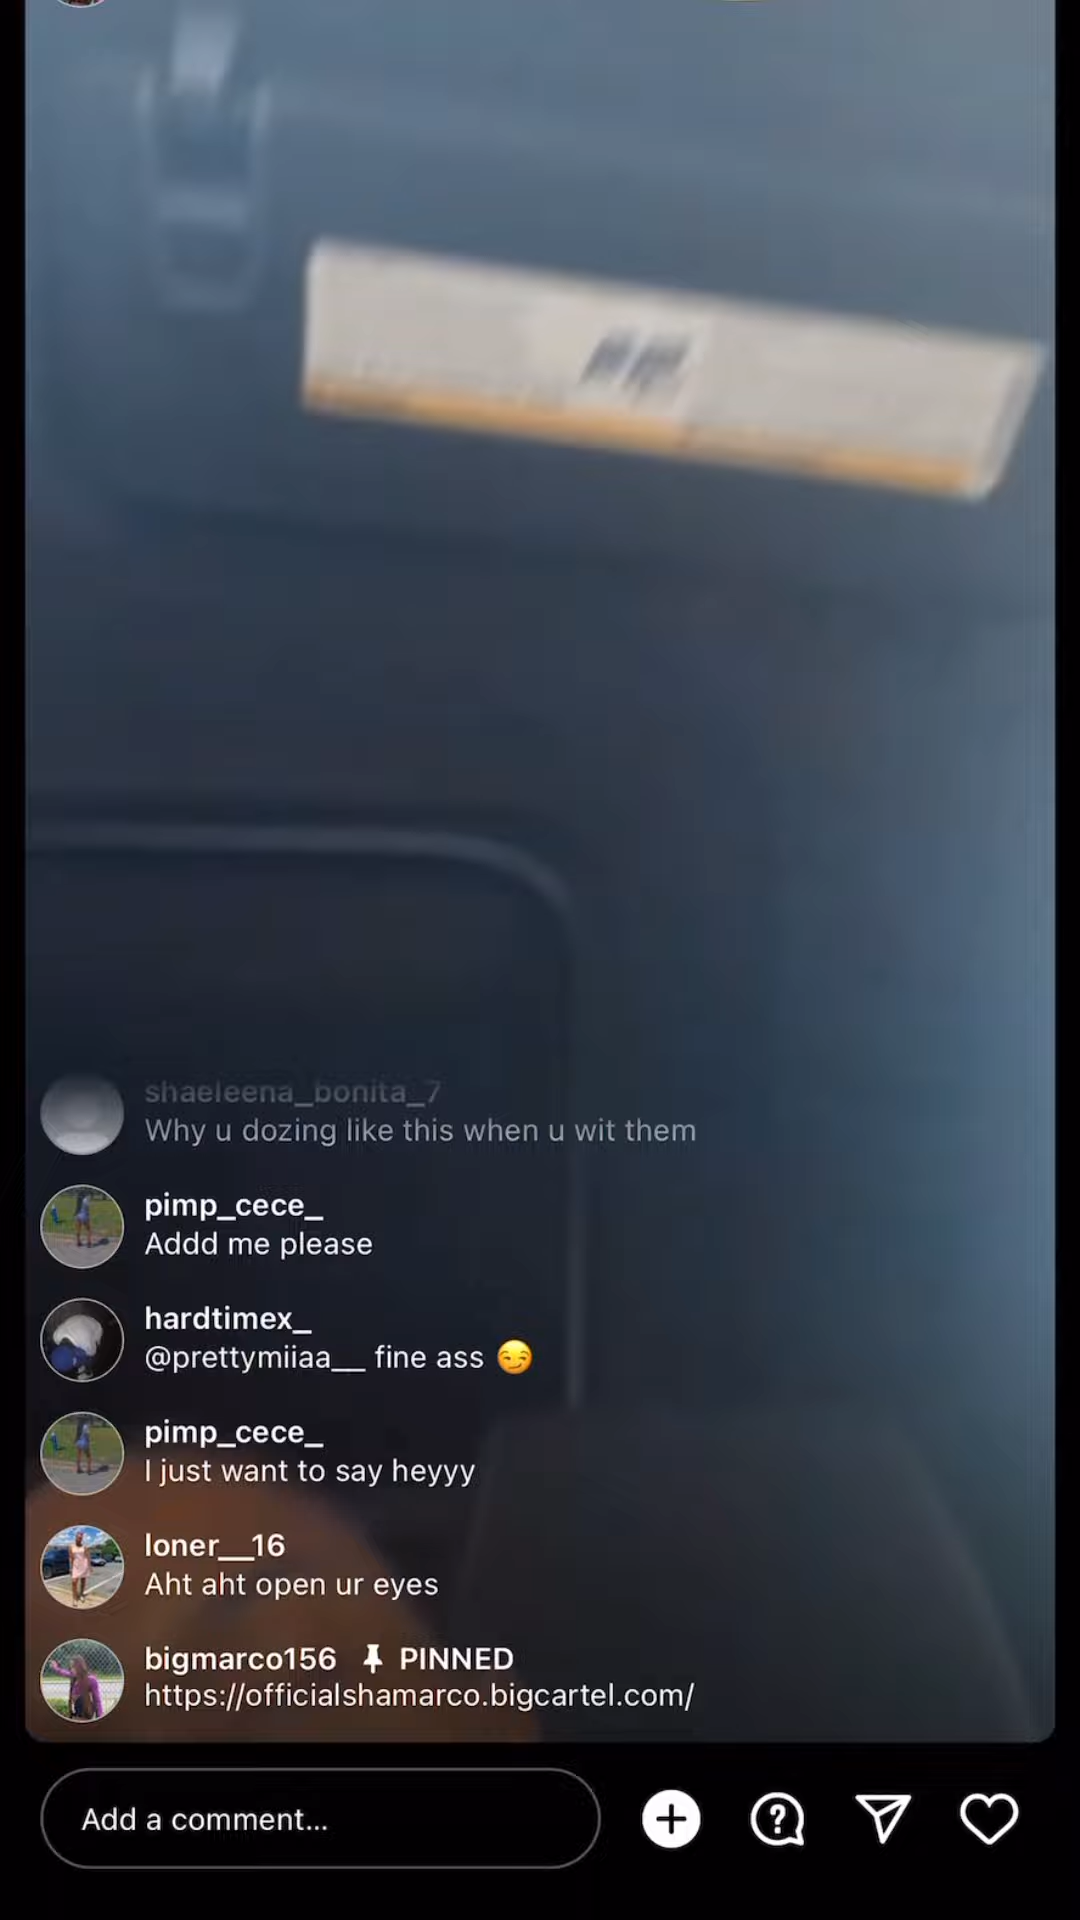 shaeleena_bonita_7
Why u dozing like this when u wit them
pimp_cece_
Addd me please
hardtimex_
@prettymiiaa__ fine ass 😏
pimp_cece_
I just want to say heyyy
loner__16
Aht aht open ur eyes
bigmarco156 PINNED
https://officialshamarco.bigcartel.com/
Add a comment...